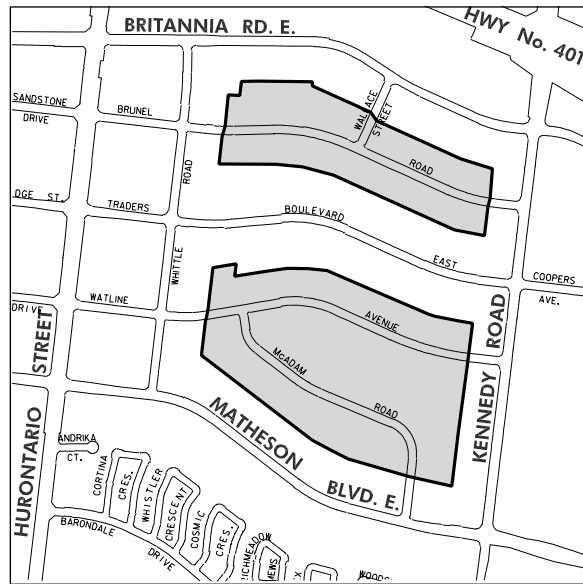 BRITANNIA RD. E.
HWY No. 401
SANDSTONE
DRIVE
BRUNEL
WALLACE
STREET
ROAD
ROAD
DGE ST.
TRADERS
BOULEVARD
EAST
COOPERS
AVE.
WHITTLE
WATLINE
DRIVE
AVENUE
ROAD
STREET
McADAM
ROAD
KENNEDY
MATHESON
BLVD. E.
HURONTARIO
ANDRIKA
CT.
CORTINA
CRES.
WHISTLER
CRESCENT
COSMIC
CRES.
BARONDALE
DRIVE
RICHMEADOW
MEWS
X